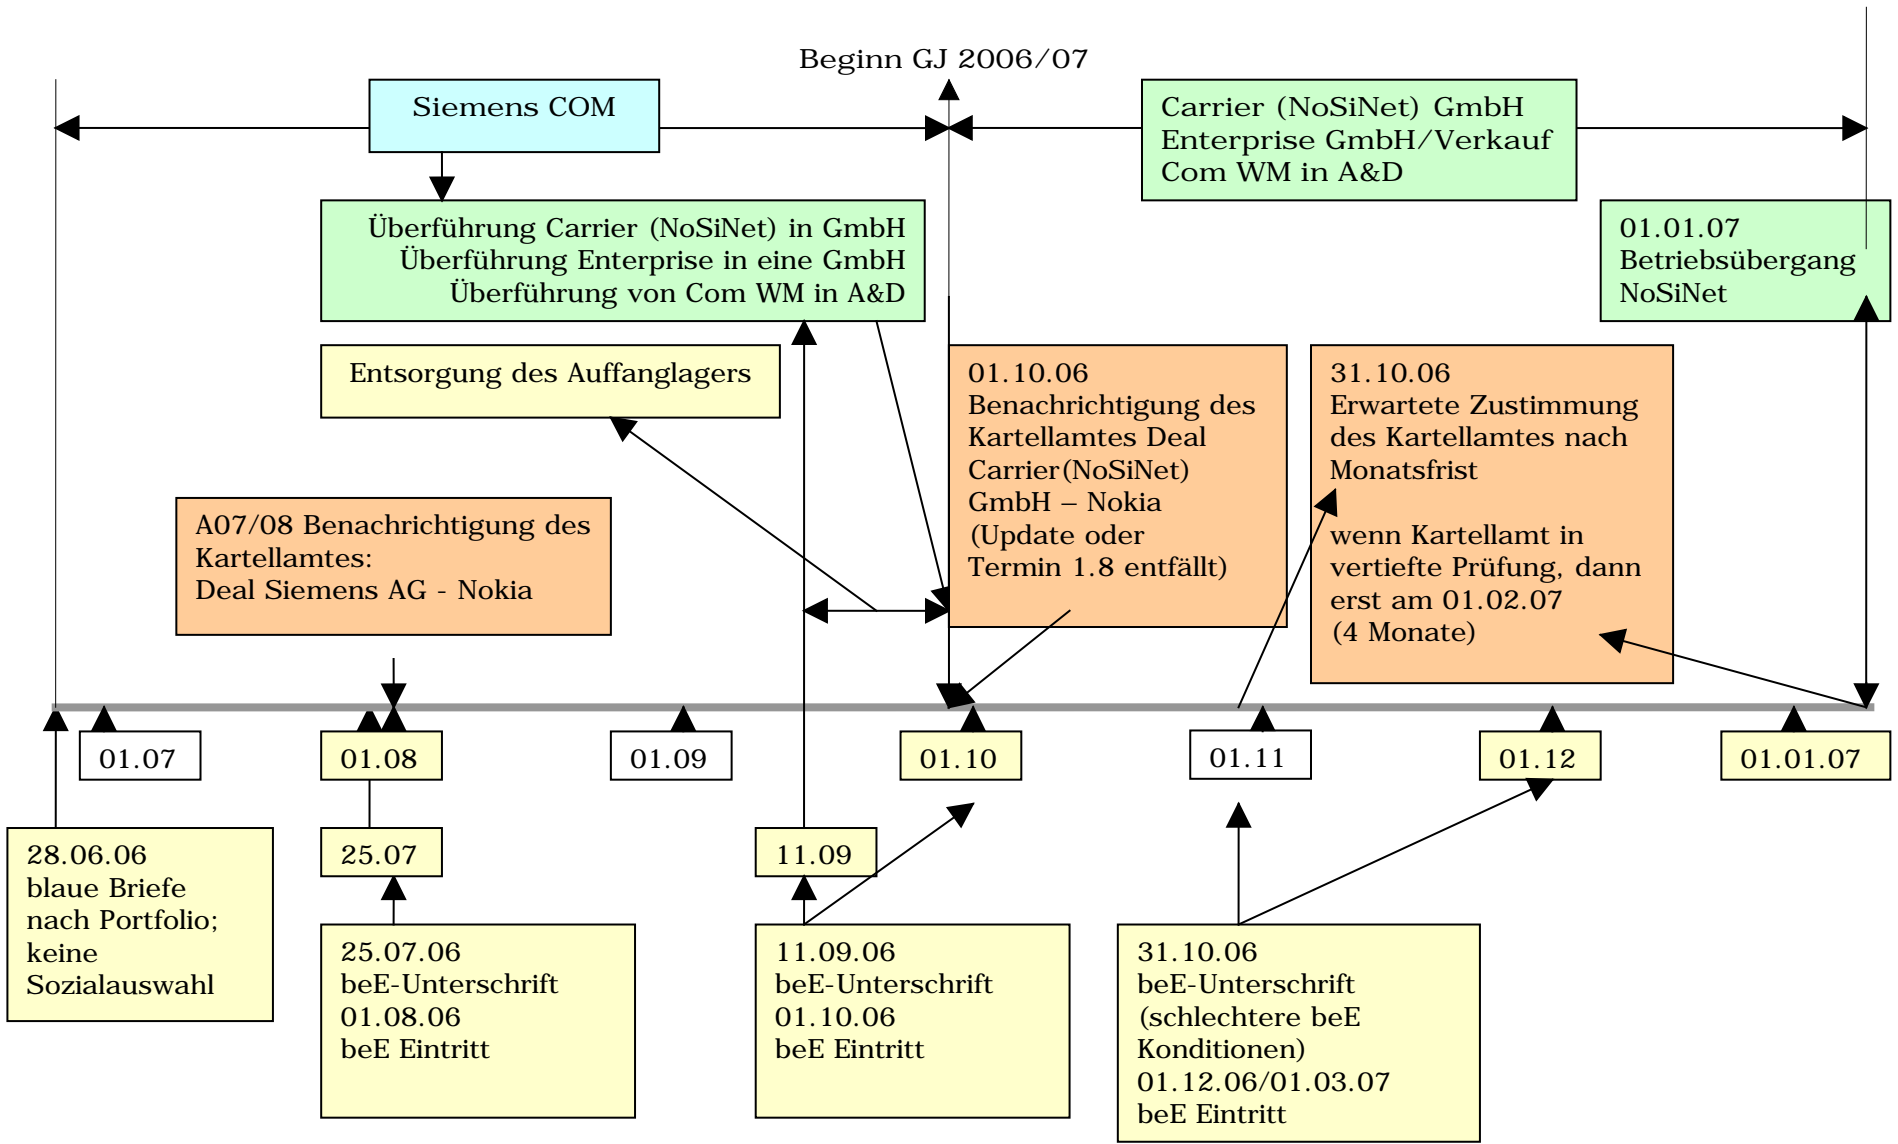 Beginn GJ 2006/07
Siemens COM
Carrier (NoSiNet) GmbH
Enterprise GmbH/Verkauf
Com WM in A&D
Überführung Carrier (NoSiNet) in GmbH
Überführung Enterprise in eine GmbH
Überführung von Com WM in A&D
01.01.07
Betriebsübergang
NoSiNet
Entsorgung des Auffanglagers
01.10.06
Benachrichtigung des
Kartellamtes Deal
Carrier(NoSiNet)
GmbH – Nokia
(Update oder
Termin 1.8 entfällt)
31.10.06
Erwartete Zustimmung
des Kartellamtes nach
Monatsfrist
wenn Kartellamt in
vertiefte Prüfung, dann
erst am 01.02.07
(4 Monate)
A07/08 Benachrichtigung des
Kartellamtes:
Deal Siemens AG - Nokia
01.07
01.08
01.09
01.10
01.11
01.12
01.01.07
28.06.06
blaue Briefe
nach Portfolio;
keine
Sozialauswahl
25.07
11.09
25.07.06
beE-Unterschrift
01.08.06
beE Eintritt
11.09.06
beE-Unterschrift
01.10.06
beE Eintritt
31.10.06
beE-Unterschrift
(schlechtere beE
Konditionen)
01.12.06/01.03.07
beE Eintritt